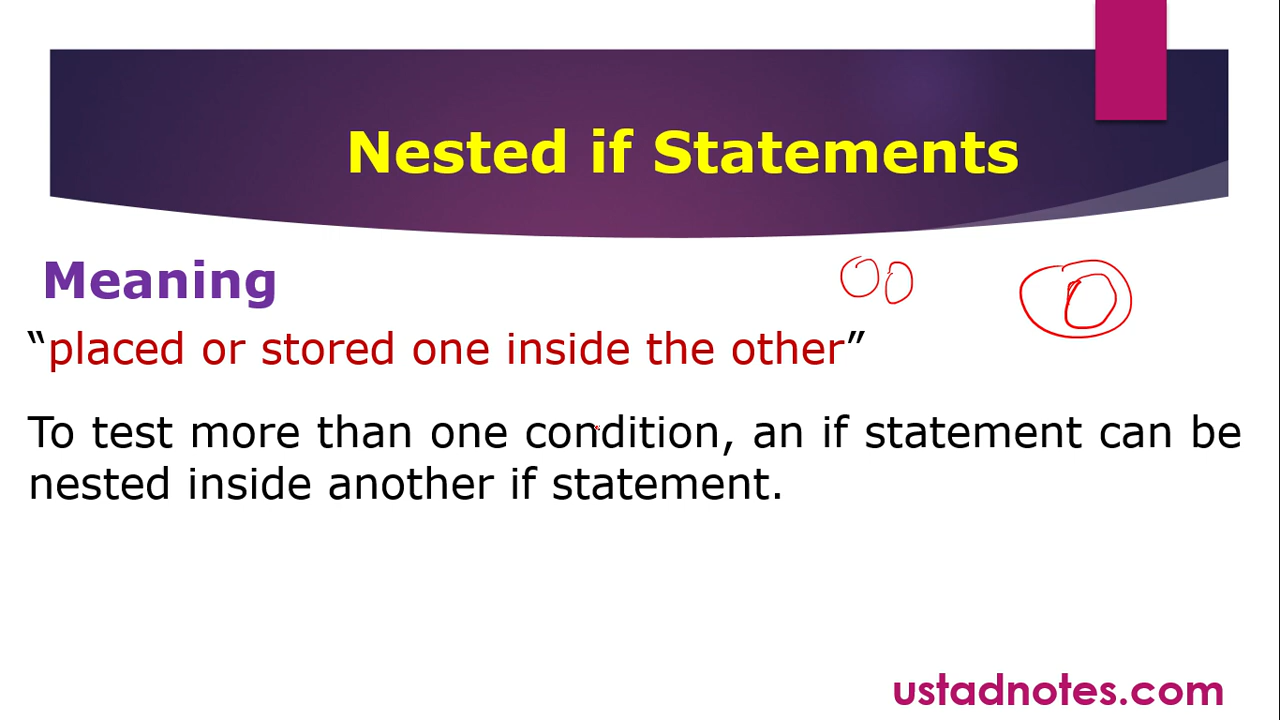 Nested if Statements
Meaning
“placed or stored one inside the other”
To test more than one condition, an if statement can be
nested inside another if statement.
ustadnotes.com